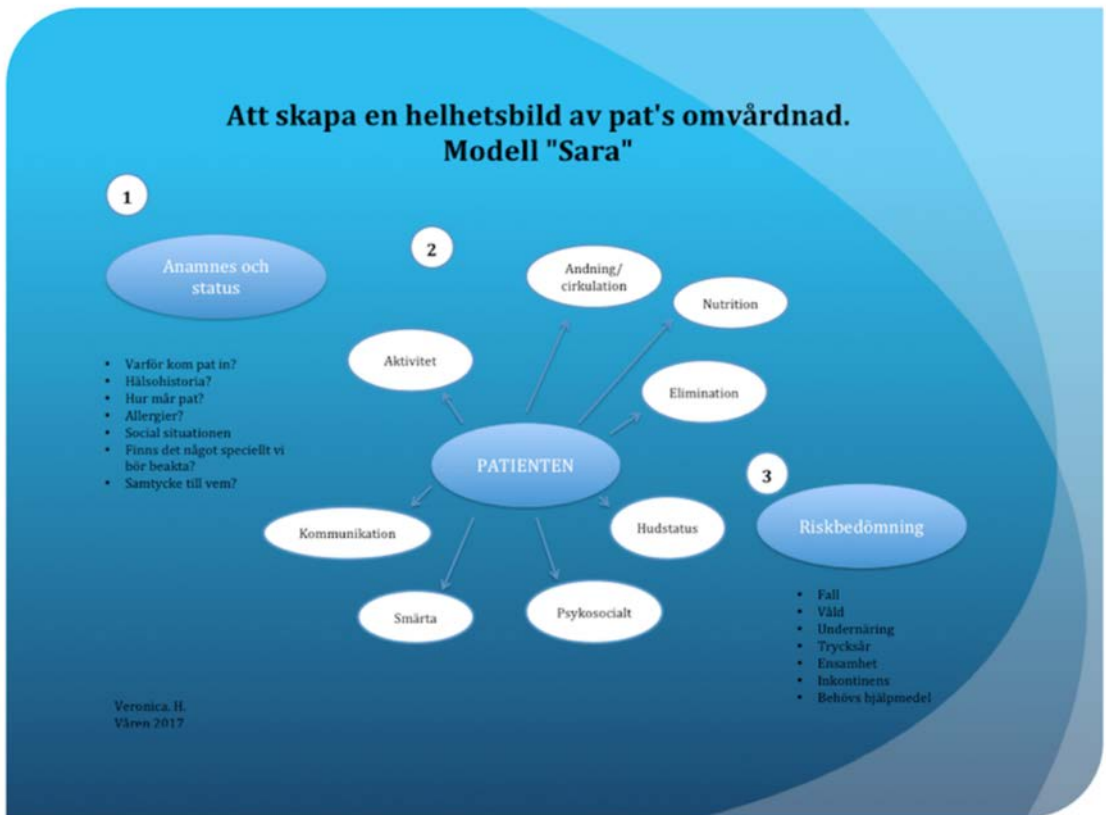 Att skapa en helhetsbild av pat's omvårdnad.
Modell "Sara"
1
Anamnes och
status
▪ Varför kom pat in?
▪ Hälsohistoria?
▪ Hur mår pat?
▪ Allergier?
▪ Social situationen
▪ Finns det något speciellt vi
bör beakta?
▪ Samtycke till vem?
2
Andning/
cirkulation
Nutrition
Aktivitet
Elimination
PATIENTEN
Kommunikation
Hudstatus
Smärta
Psykosocialt
3
Riskbedömning
▪ Fall
▪ Våld
▪ Undernäring
▪ Trycksår
▪ Ensamhet
▪ Inkontinens
▪ Behövs hjälpmedel
Veronica. H.
Våren 2017